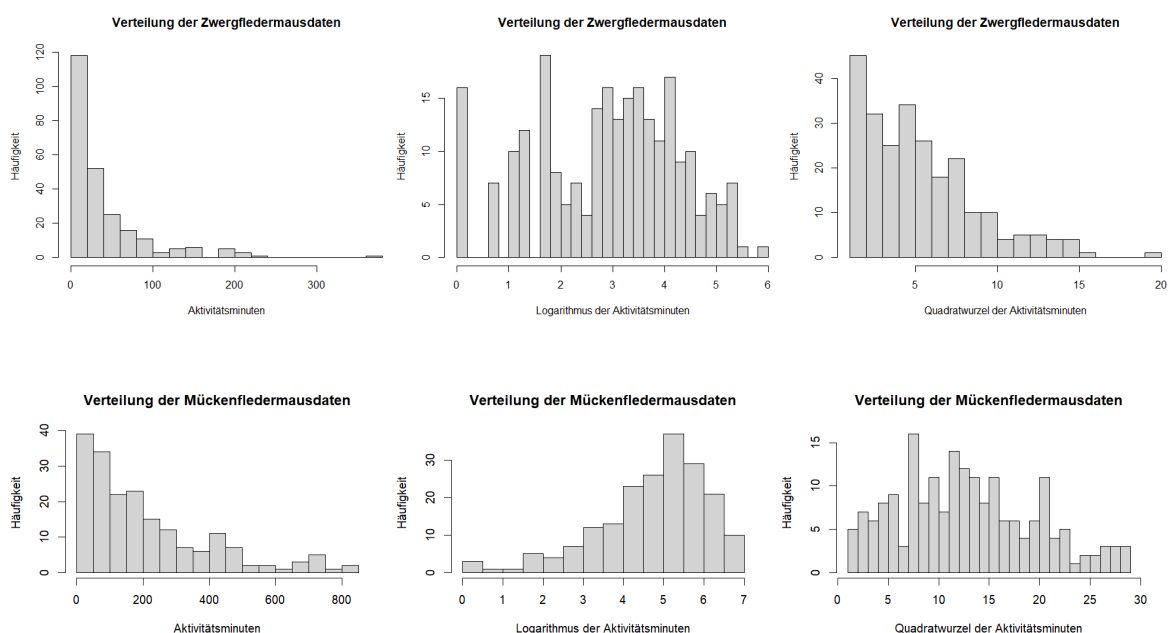 Verteilung der Zwergfledermausdaten
Häufigkeit
0 20 40 60 80 100 120
0 100 200 300
Aktivitätsminuten
Verteilung der Zwergfledermausdaten
Häufigkeit
0 5 10 15
0 1 2 3 4 5 6
Logarithmus der Aktivitätsminuten
Verteilung der Zwergfledermausdaten
Häufigkeit
0 10 20 30 40
5 10 15 20
Quadratwurzel der Aktivitätsminuten
Verteilung der Mückenfledermausdaten
Häufigkeit
0 10 20 30 40
0 200 400 600 800
Aktivitätsminuten
Verteilung der Mückenfledermausdaten
Häufigkeit
0 10 20 30
0 1 2 3 4 5 6 7
Logarithmus der Aktivitätsminuten
Verteilung der Mückenfledermausdaten
Häufigkeit
0 5 10 15
0 5 10 15 20 25 30
Quadratwurzel der Aktivitätsminuten